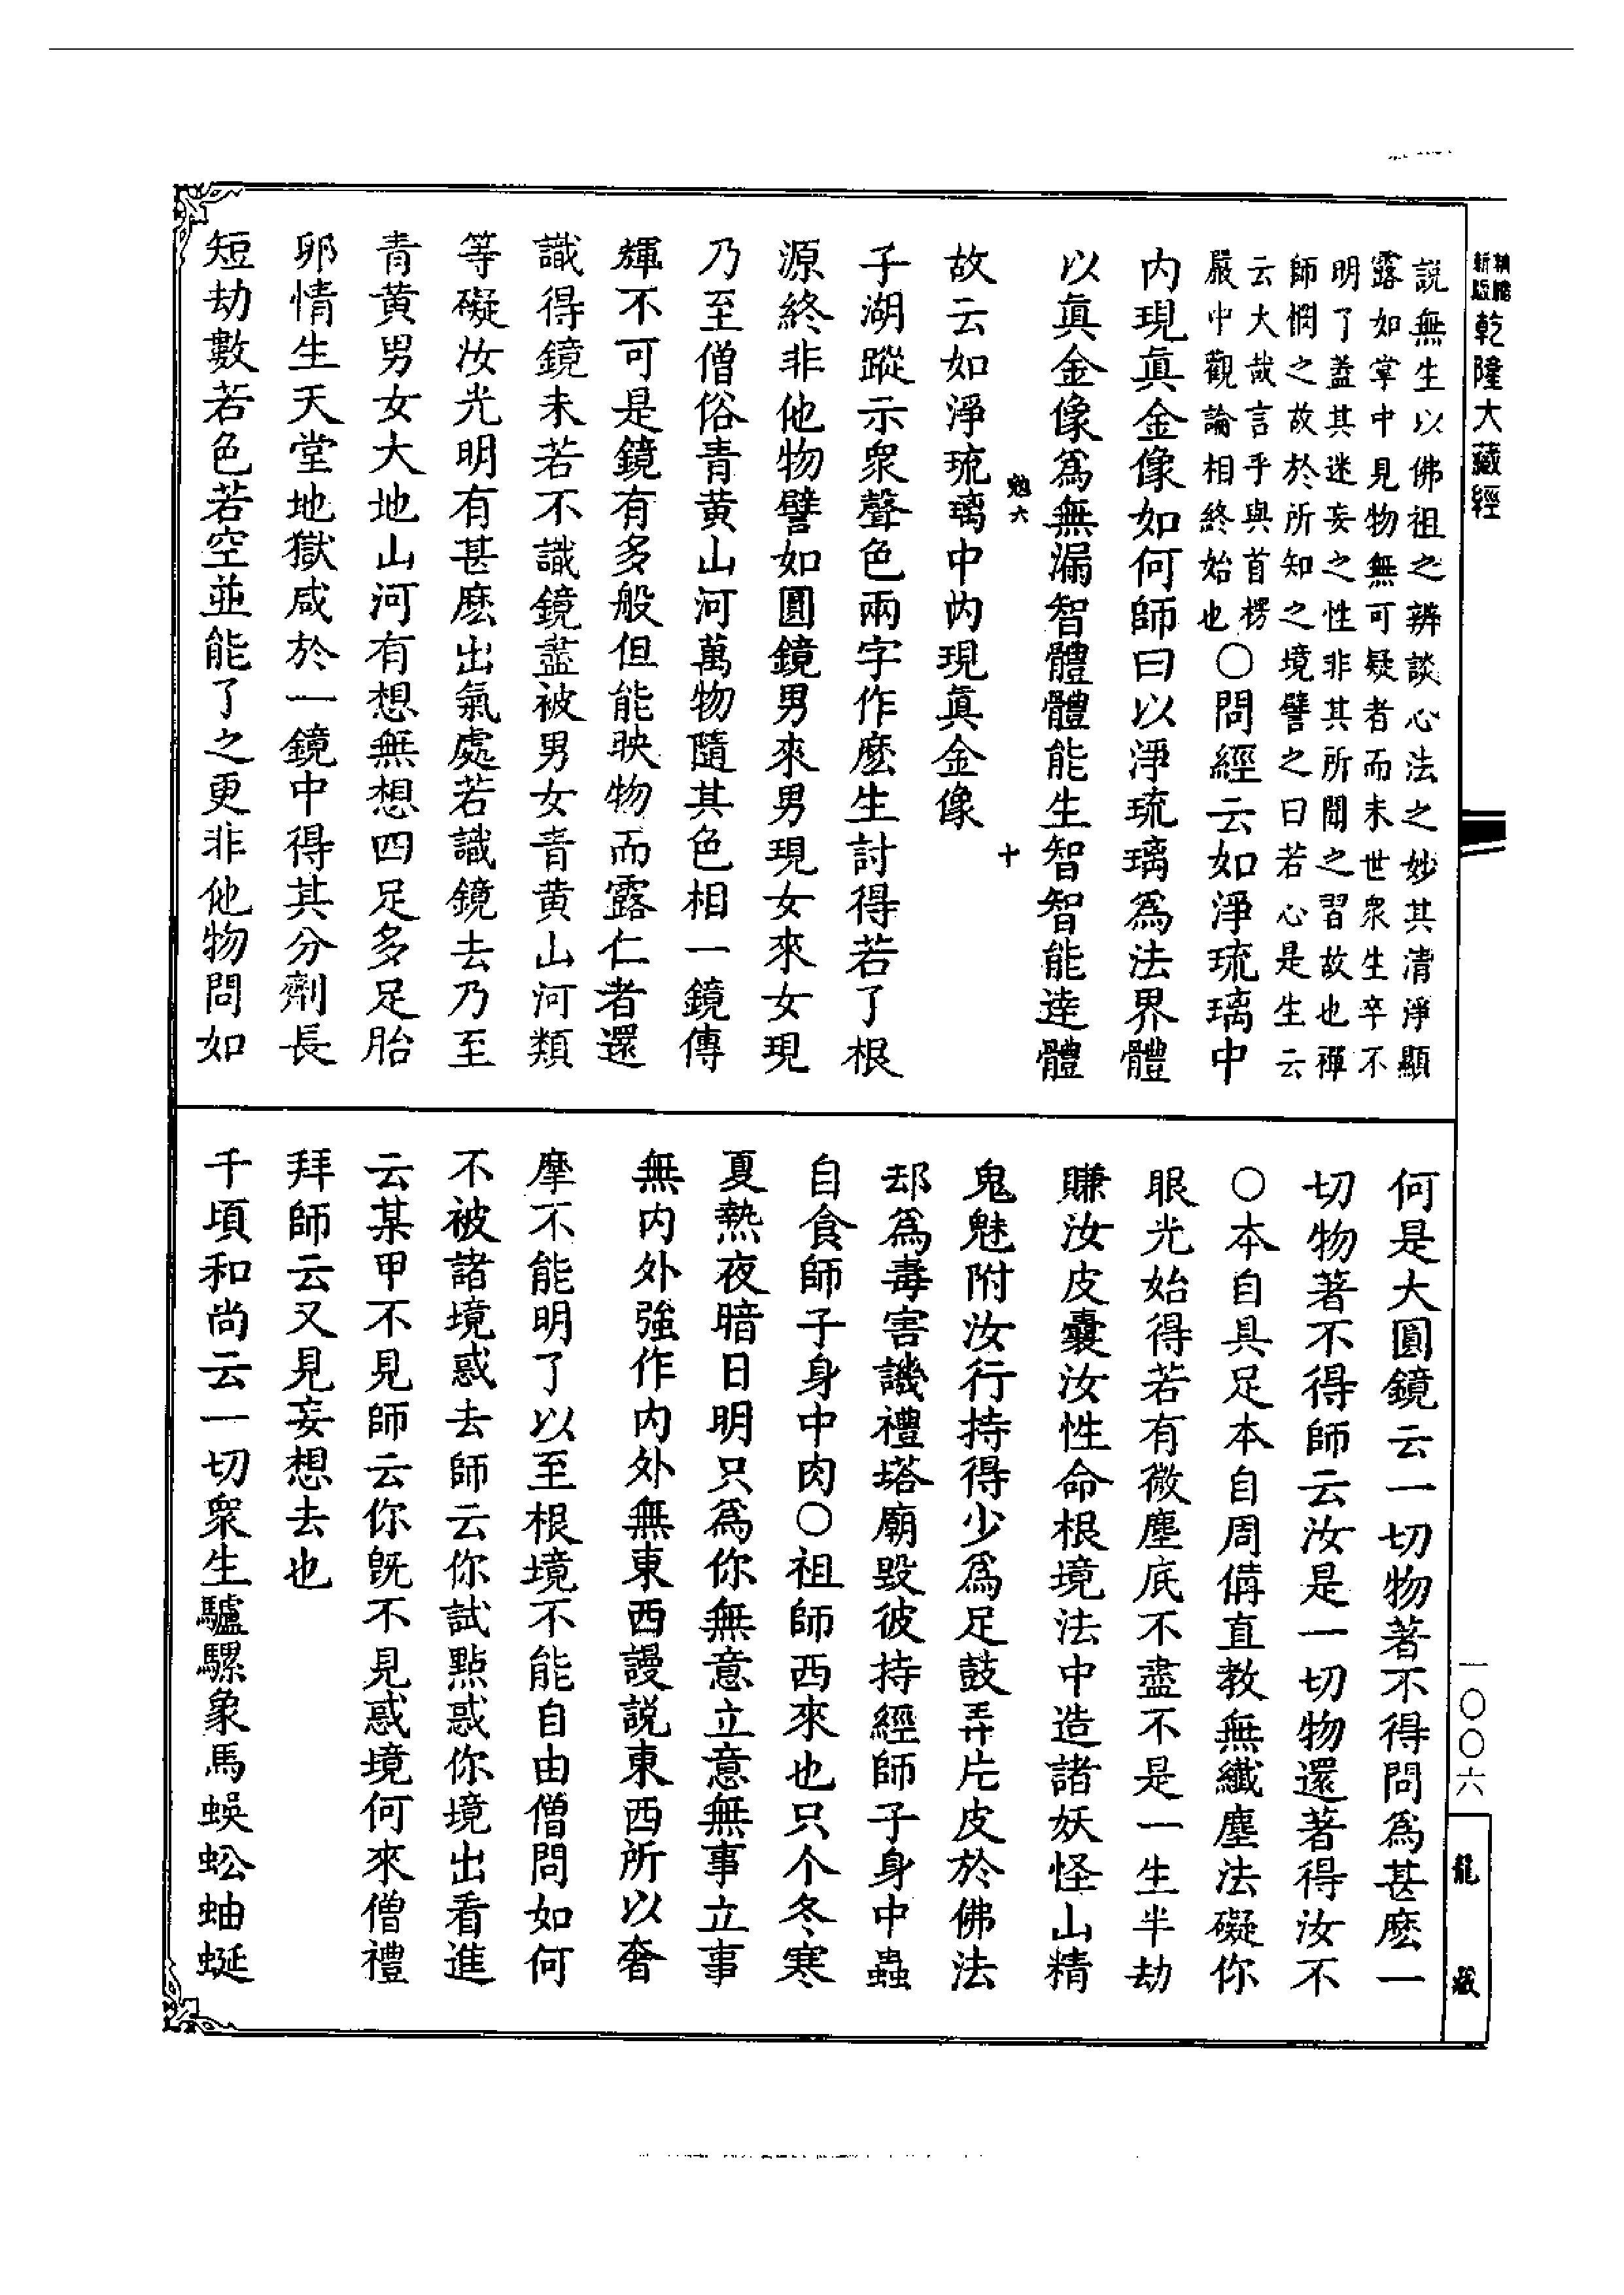 乾隆大藏經
說無生以佛祖之辨談心法之妙其清淨顯
露如掌中見物無可疑者而末世衆生卒不
明了蓋其迷妄之性非其所聞之習故也禪
師憫之故於所知之境譬之曰若心是生云
云大哉言乎與首楞
嚴中觀論相終始也○問經云如淨琉璃中
內現眞金像如何師曰以淨琉璃爲法界體
以眞金像爲無漏智體體能生智智能達體
勉六
十
故云如淨琉璃中內現眞金像
子湖蹤示衆聲色兩字作麽生討得若了根
源終非他物譬如圓鏡男來男現女來女現
乃至僧俗青黃山河萬物隨其色相一鏡傳
輝不可是鏡有多般但能映物而露仁者還
識得鏡未若不識鏡盡被男女青黃山河類
等礙汝光明有甚麽出氣處若識鏡去乃至
青黃男女大地山河有想無想四足多足胎
卵情生天堂地獄咸於一鏡中得其分劑長
短劫數若色若空並能了之更非他物問如
何是大圓鏡云一切物著不得問爲甚麽一
切物著不得師云汝是一切物還著得汝不
○本自具足本自周備直教無纖塵法礙你
眼光始得若有微塵底不盡不是一生半劫
賺汝皮囊汝性命根境法中造諸妖怪山精
鬼魅附汝行持得少爲足鼓弄片皮於佛法
却爲毒害譏禮塔廟毀彼持經師子身中蟲
自食師子身中肉○祖師西來也只个冬寒
夏熱夜暗日明只爲你無意立意無事立事
無內外強作內外無東西謾說東西所以奢
摩不能明了以至根境不能自由僧問如何
不被諸境惑去師云你試點惑你境出看進
云某甲不見師云你既不見惑境何來僧禮
拜師云又見妄想去也
千頃和尚云一切衆生驢騾象馬蜈蚣蚰蜒
一〇〇六
龍藏